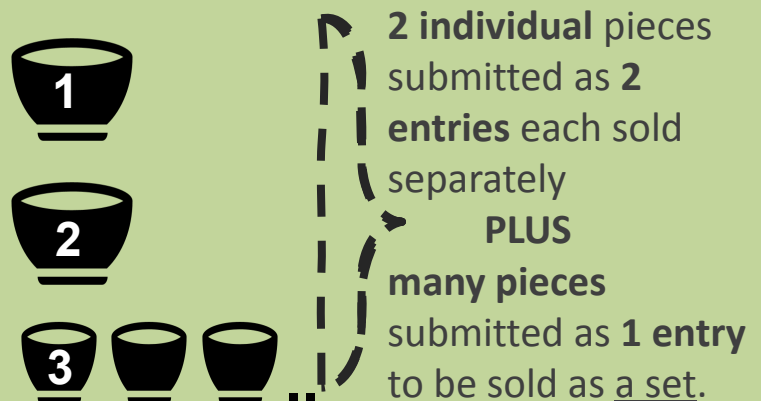 1
2
3
2 individual pieces
submitted as 2
entries each sold
separately
PLUS
many pieces
submitted as 1 entry
to be sold as a set.